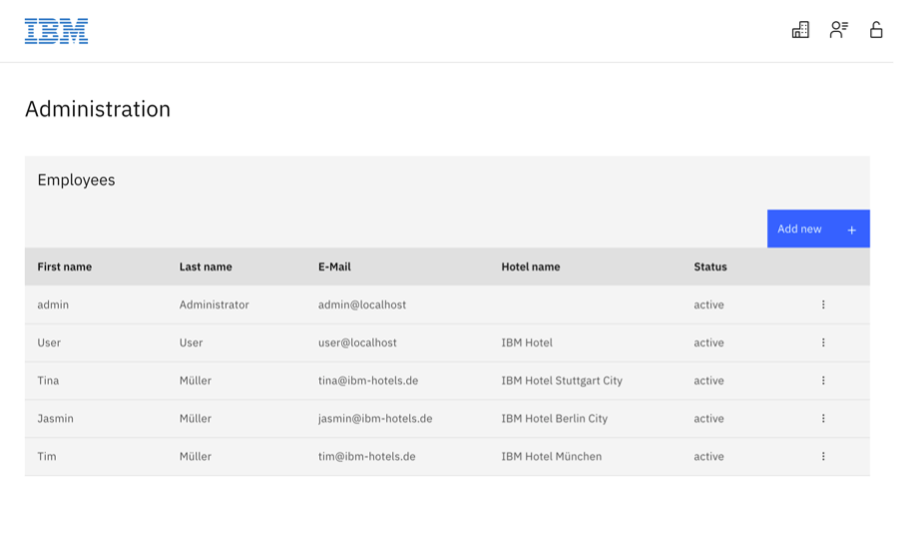 IBM
Administration
Employees
Add new +
First name Last name E-Mail Hotel name Status
admin Administrator admin@localhost active
User User user@localhost IBM Hotel active
Tina Müller tina@ibm-hotels.de IBM Hotel Stuttgart City active
Jasmin Müller jasmin@ibm-hotels.de IBM Hotel Berlin City active
Tim Müller tim@ibm-hotels.de IBM Hotel München active